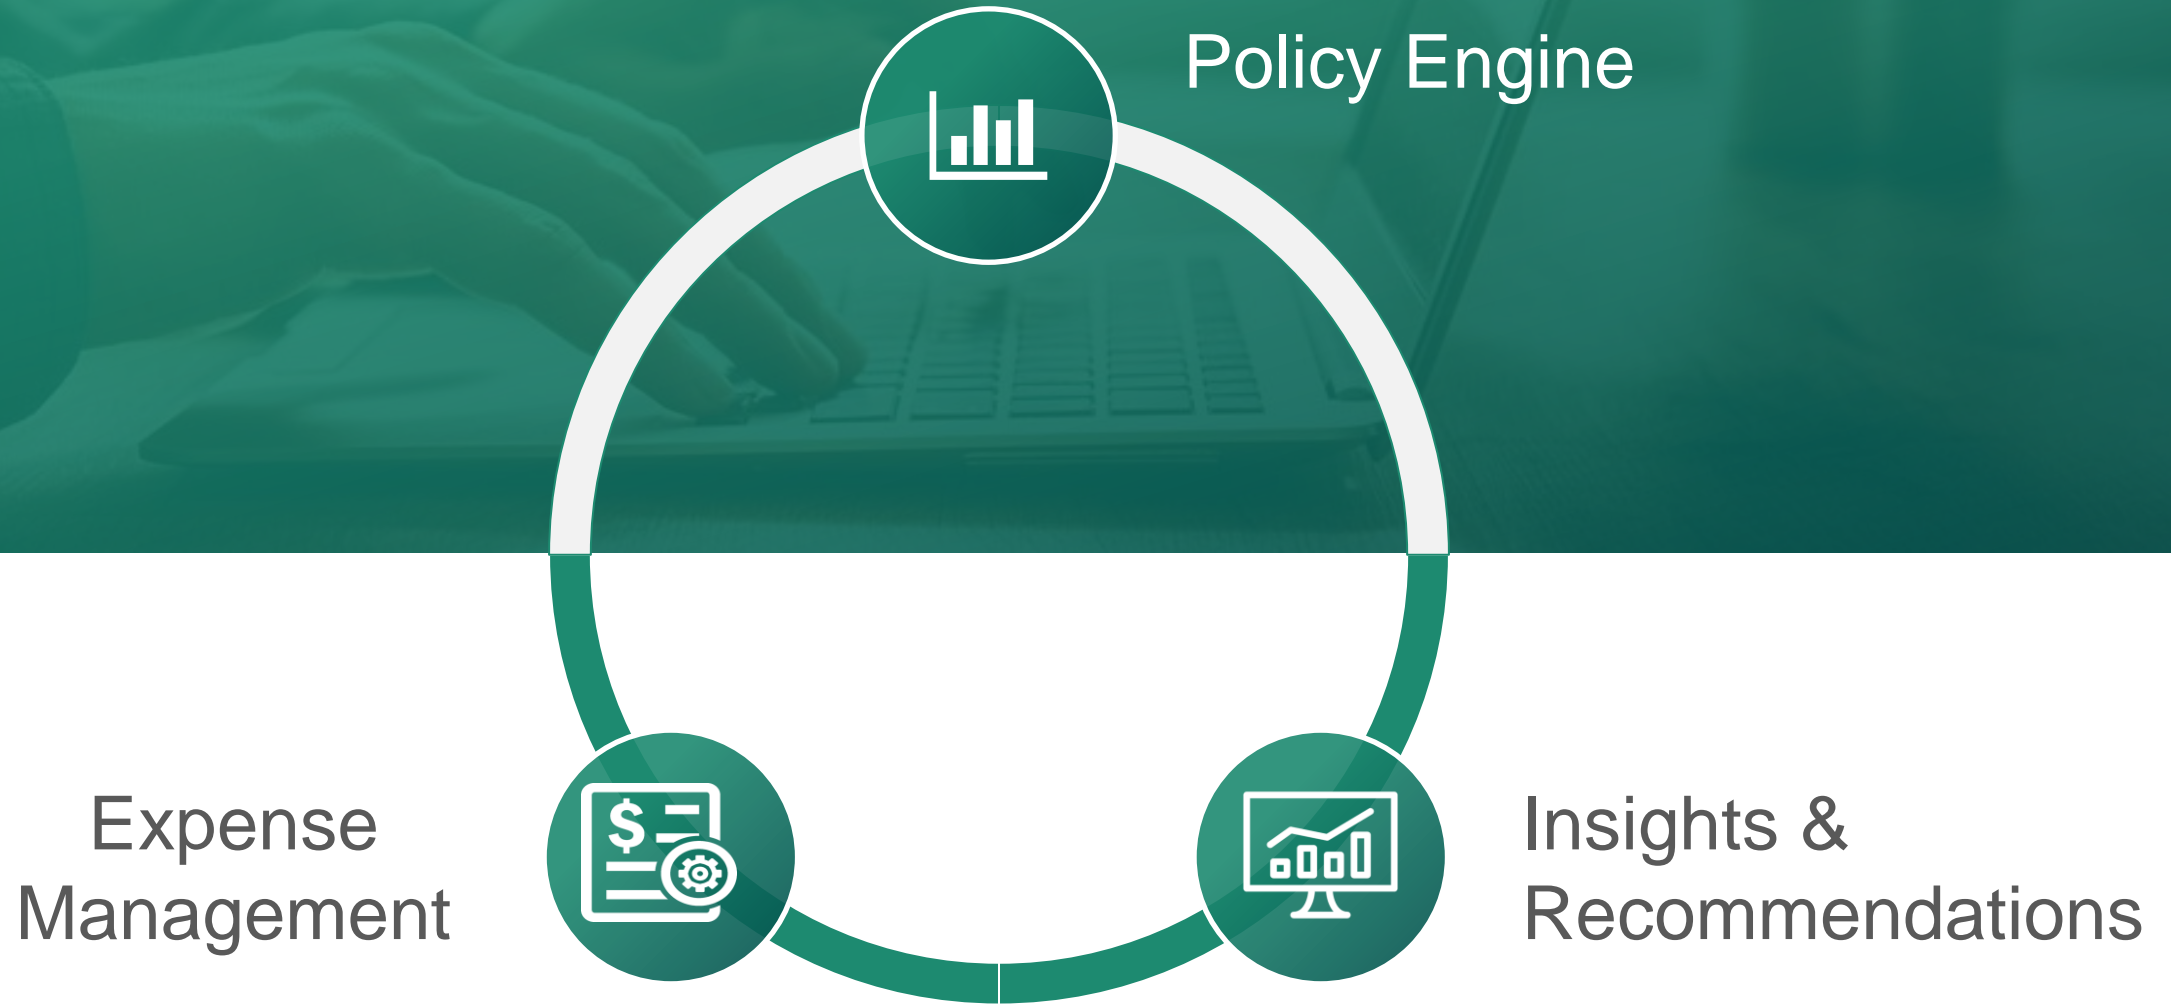 Policy Engine
Expense
Management
Insights &
Recommendations